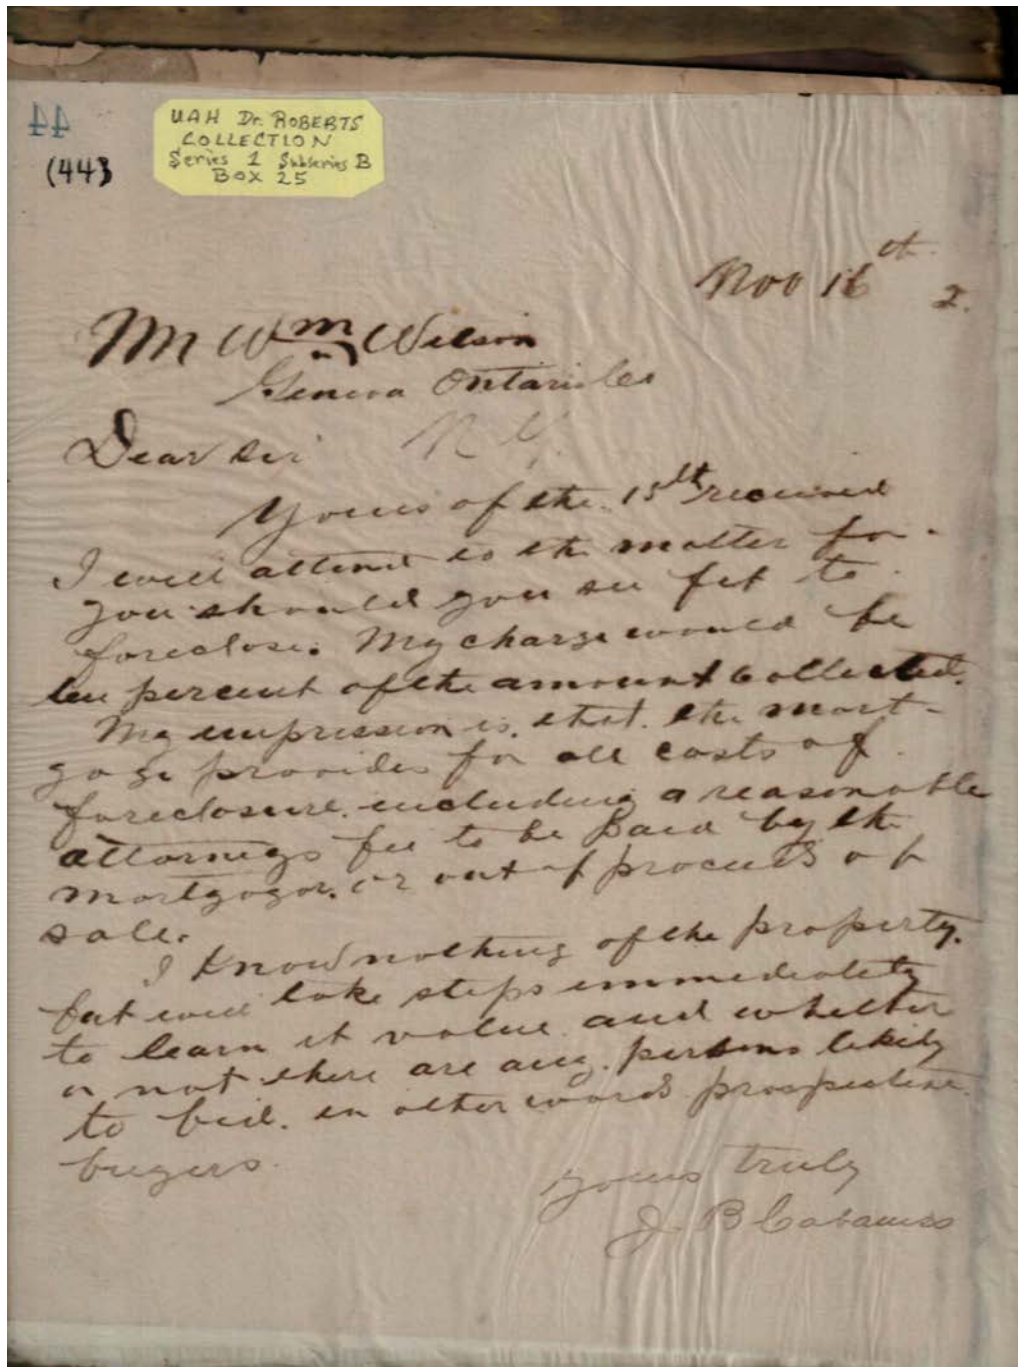 44
(443
UAH Dr. ROBERTS
COLLECTION
Series 1 Subseries B
BOX 25
Nov 16th 2.
Mr Wm Wilson
Geneva Ontario Co
N.Y.
Dear Sir
Yours of the 15th received
I will attend to the matter for
you should you see fit to
foreclose. My charge would be
ten percent of the amount collected.
My impression is that the mort-
gage provides for all costs of
foreclosure including a reasonable
attorneys fee to be paid by the
mortgagor. or out of proceeds of
sale.
I know nothing of the property.
but will take steps immediately
to learn it value and whether
or not there are any persons likely
to bid. in other words prospective
buyers.
Yours truly
J. B.